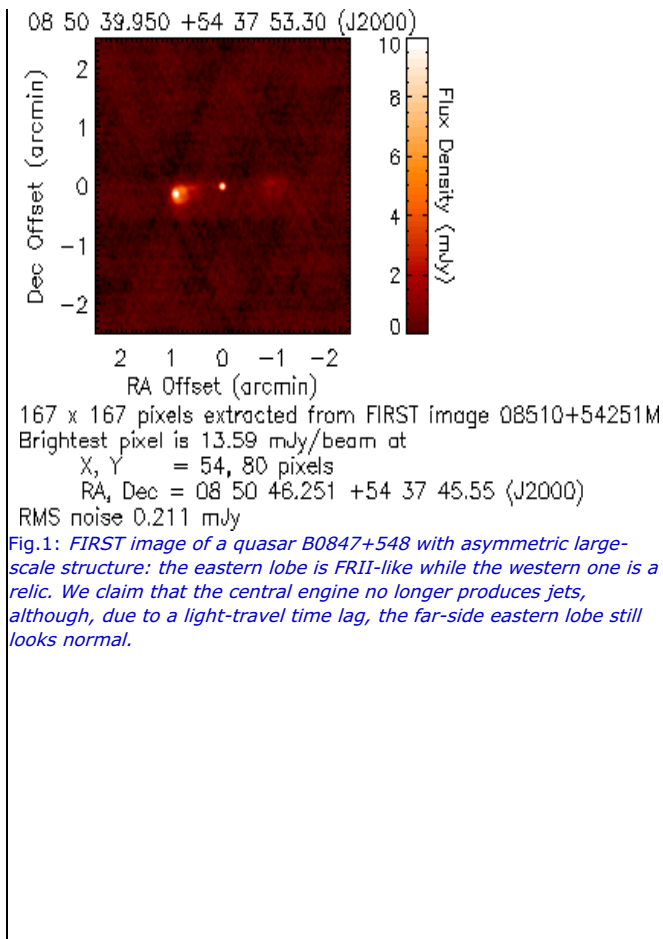 08 50 39.950 +54 37 53.30 (J2000)
2
1
0
−1
−2
Dec Offset (arcmin)
2 1 0 −1 −2
RA Offset (arcmin)
10
8
6
4
2
0
Flux Density (mJy)
167 x 167 pixels extracted from FIRST image 08510+54251M
Brightest pixel is 13.59 mJy/beam at
X, Y = 54, 80 pixels
RA, Dec = 08 50 46.251 +54 37 45.55 (J2000)
RMS noise 0.211 mJy
Fig.1: FIRST image of a quasar B0847+548 with asymmetric large-
scale structure: the eastern lobe is FRII-like while the western one is a
relic. We claim that the central engine no longer produces jets,
although, due to a light-travel time lag, the far-side eastern lobe still
looks normal.